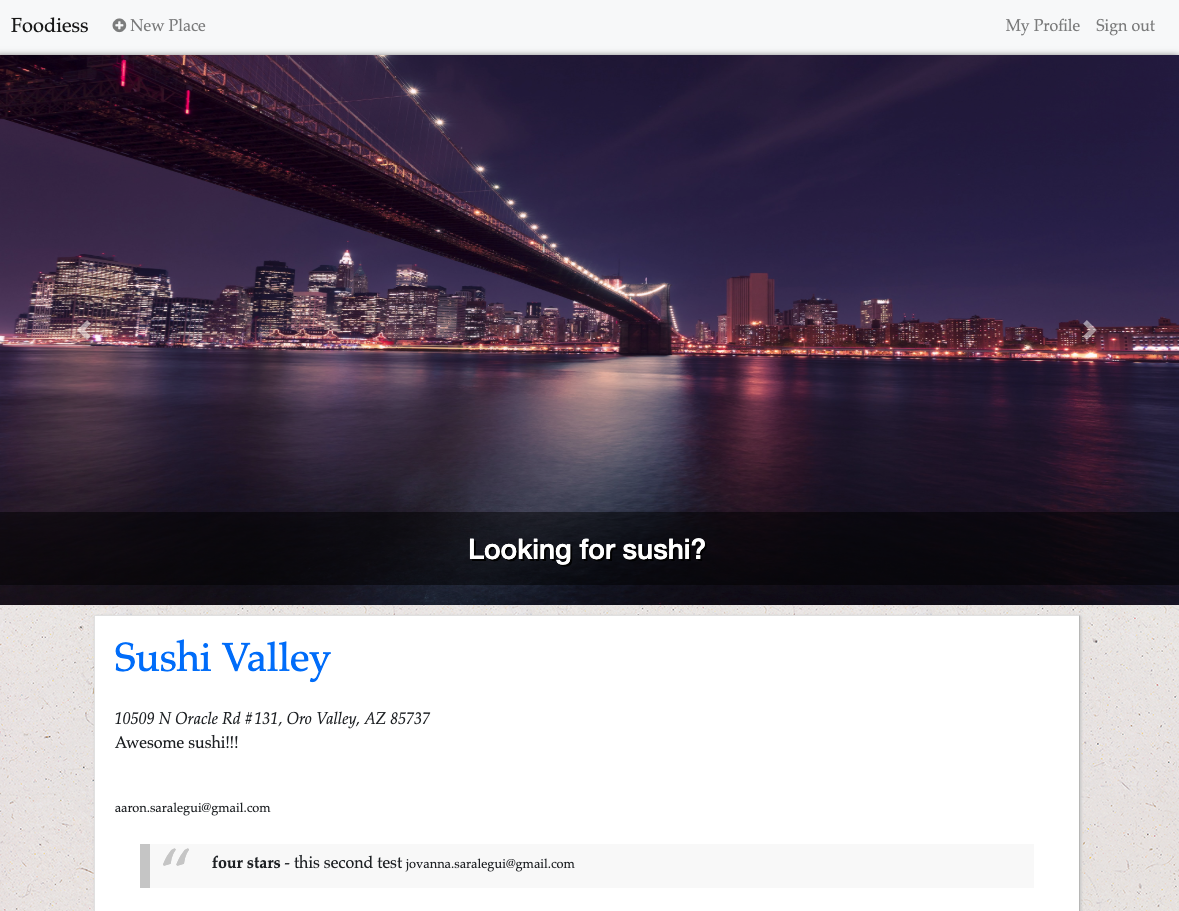 Foodiess New Place My Profile Sign out
Looking for sushi?
Sushi Valley
10509 N Oracle Rd #131, Oro Valley, AZ 85737
Awesome sushi!!!
aaron.saralegui@gmail.com
“ four stars - this second test jovanna.saralegui@gmail.com